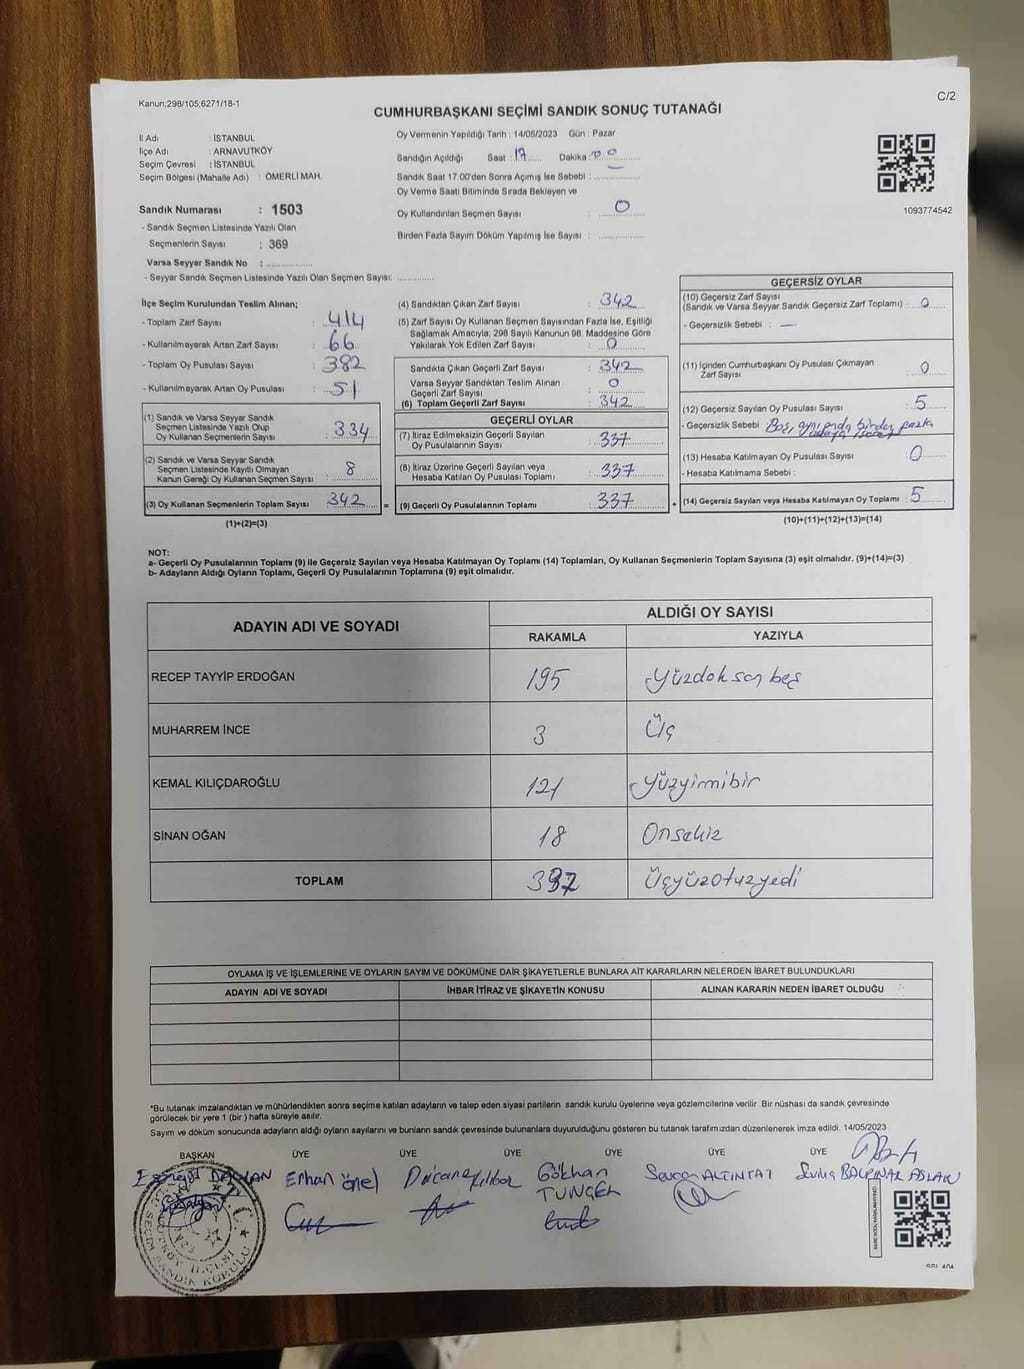 Kanun;298/105;6271/18-1
C/2
CUMHURBAŞKANI SEÇİMİ SANDIK SONUÇ TUTANAĞI
İl Adı : İSTANBUL
İlçe Adı : ARNAVUTKÖY
Seçim Çevresi : İSTANBUL
Seçim Bölgesi (Mahalle Adı) : ÖMERLİ MAH.
Oy Vermenin Yapıldığı Tarih : 14/05/2023 Gün : Pazar
Sandığın Açıldığı Saat : 17 Dakika : 00
Sandık Saat 17:00'den Sonra Açımış İse Sebebi : —
Oy Verme Saati Bitiminde Sırada Bekleyen ve
Oy Kullandırılan Seçmen Sayısı : 0
Birden Fazla Sayım Döküm Yapılmış İse Sayısı :
1093774542
Sandık Numarası : 1503
- Sandık Seçmen Listesinde Yazılı Olan
Seçmenlerin Sayısı : 369
Varsa Seyyar Sandık No :
- Seyyar Sandık Seçmen Listesinde Yazılı Olan Seçmen Sayısı:
İlçe Seçim Kurulundan Teslim Alınan;
- Toplam Zarf Sayısı : 414
- Kullanılmayarak Artan Zarf Sayısı : 66
- Toplam Oy Pusulası Sayısı : 382
- Kullanılmayarak Artan Oy Pusulası : 51
(1) Sandık ve Varsa Seyyar Sandık
Seçmen Listesinde Yazılı Olup
Oy Kullanan Seçmenlerin Sayısı : 334
(2) Sandık ve Varsa Seyyar Sandık
Seçmen Listesinde Kayıtlı Olmayan
Kanun Gereği Oy Kullanan Seçmen Sayısı : 8
(3) Oy Kullanan Seçmenlerin Toplam Sayısı : 342
(1)+(2)=(3)
(4) Sandıktan Çıkan Zarf Sayısı : 342
(5) Zarf Sayısı Oy Kullanan Seçmen Sayısından Fazla İse, Eşitliği
Sağlamak Amacıyla; 298 Sayılı Kanunun 98. Maddesine Göre
Yakılarak Yok Edilen Zarf Sayısı : 0
Sandıkta Çıkan Geçerli Zarf Sayısı : 342
Varsa Seyyar Sandıktan Teslim Alınan
Geçerli Zarf Sayısı : 0
(6) Toplam Geçerli Zarf Sayısı : 342
GEÇERLİ OYLAR
(7) İtiraz Edilmeksizin Geçerli Sayılan
Oy Pusulalarının Sayısı : 337
(8) İtiraz Üzerine Geçerli Sayılan veya
Hesaba Katılan Oy Pusulası Toplamı : 337
= (9) Geçerli Oy Pusulalarının Toplamı : 337 +
GEÇERSİZ OYLAR
(10) Geçersiz Zarf Sayısı
(Sandık ve Varsa Seyyar Sandık Geçersiz Zarf Toplamı) : 0
- Geçersizlik Sebebi : —
(11) İçinden Cumhurbaşkanı Oy Pusulası Çıkmayan
Zarf Sayısı : 0
(12) Geçersiz Sayılan Oy Pusulası Sayısı : 5
- Geçersizlik Sebebi
(13) Hesaba Katılmayan Oy Pusulası Sayısı : 0
- Hesaba Katılmama Sebebi :
(14) Geçersiz Sayılan veya Hesaba Katılmayan Oy Toplamı : 5
(10)+(11)+(12)+(13)=(14)
NOT:
a- Geçerli Oy Pusulalarının Toplamı (9) ile Geçersiz Sayılan veya Hesaba Katılmayan Oy Toplamı (14) Toplamları, Oy Kullanan Seçmenlerin Toplam Sayısına (3) eşit olmalıdır. (9)+(14)=(3)
b- Adayların Aldığı Oyların Toplamı, Geçerli Oy Pusulalarının Toplamına (9) eşit olmalıdır.
ADAYIN ADI VE SOYADI
ALDIĞI OY SAYISI
RAKAMLA YAZIYLA
RECEP TAYYİP ERDOĞAN 195 Yüzdoksan beş
MUHARREM İNCE 3 Üç
KEMAL KILIÇDAROĞLU 121 Yüzyirmibir
SİNAN OĞAN 18 Onsekiz
TOPLAM 337 Üçyüzotuzyedi
OYLAMA İŞ VE İŞLEMLERİNE VE OYLARIN SAYIM VE DÖKÜMÜNE DAİR ŞİKAYETLERLE BUNLARA AİT KARARLARIN NELERDEN İBARET BULUNDUKLARI
ADAYIN ADI VE SOYADI İHBAR İTİRAZ VE ŞİKAYETİN KONUSU ALINAN KARARIN NEDEN İBARET OLDUĞU
*Bu tutanak imzalandıktan ve mühürlendikten sonra seçime katılan adayların ve talep eden siyasi partilerin sandık kurulu üyelerine veya gözlemcilerine verilir. Bir nüshası da sandık çevresinde
görülecek bir yere 1 (bir ) hafta süreyle asılır.
Sayım ve döküm sonucunda adayların aldığı oyların sayılarını ve bunların sandık çevresinde bulunanlara duyurulduğunu gösteren bu tutanak tarafımızdan düzenlenerek imza edildi. 14/05/2023
BAŞKAN ÜYE ÜYE ÜYE ÜYE ÜYE
Erhan Önel
Gökhan
TUNÇEL
ALTINTAŞ
Sevilay BALPINAR ASLAN
T.C.